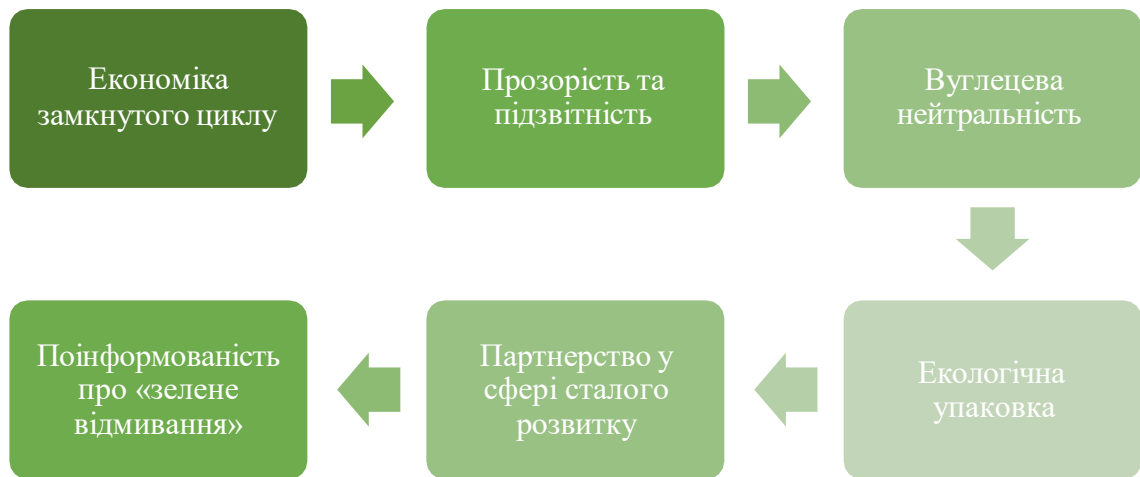 Економіка
замкнутого циклу
Прозорість та
підзвітність
Вуглецева
нейтральність
Екологічна
упаковка
Партнерство у
сфері сталого
розвитку
Поінформованість
про «зелене
відмивання»